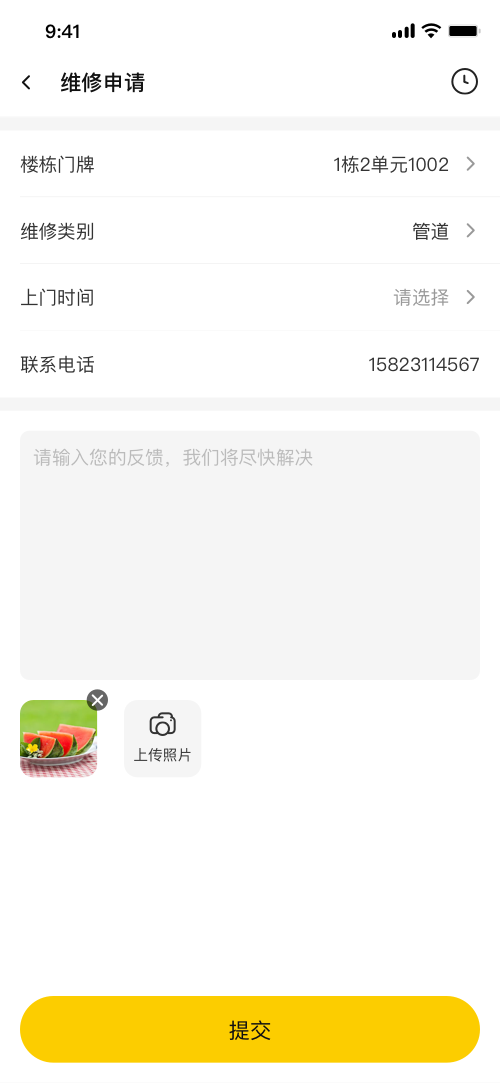 9:41
维修申请
楼栋门牌 1栋2单元1002
维修类别 管道
上门时间 请选择
联系电话 15823114567
请输入您的反馈，我们将尽快解决
上传照片
提交